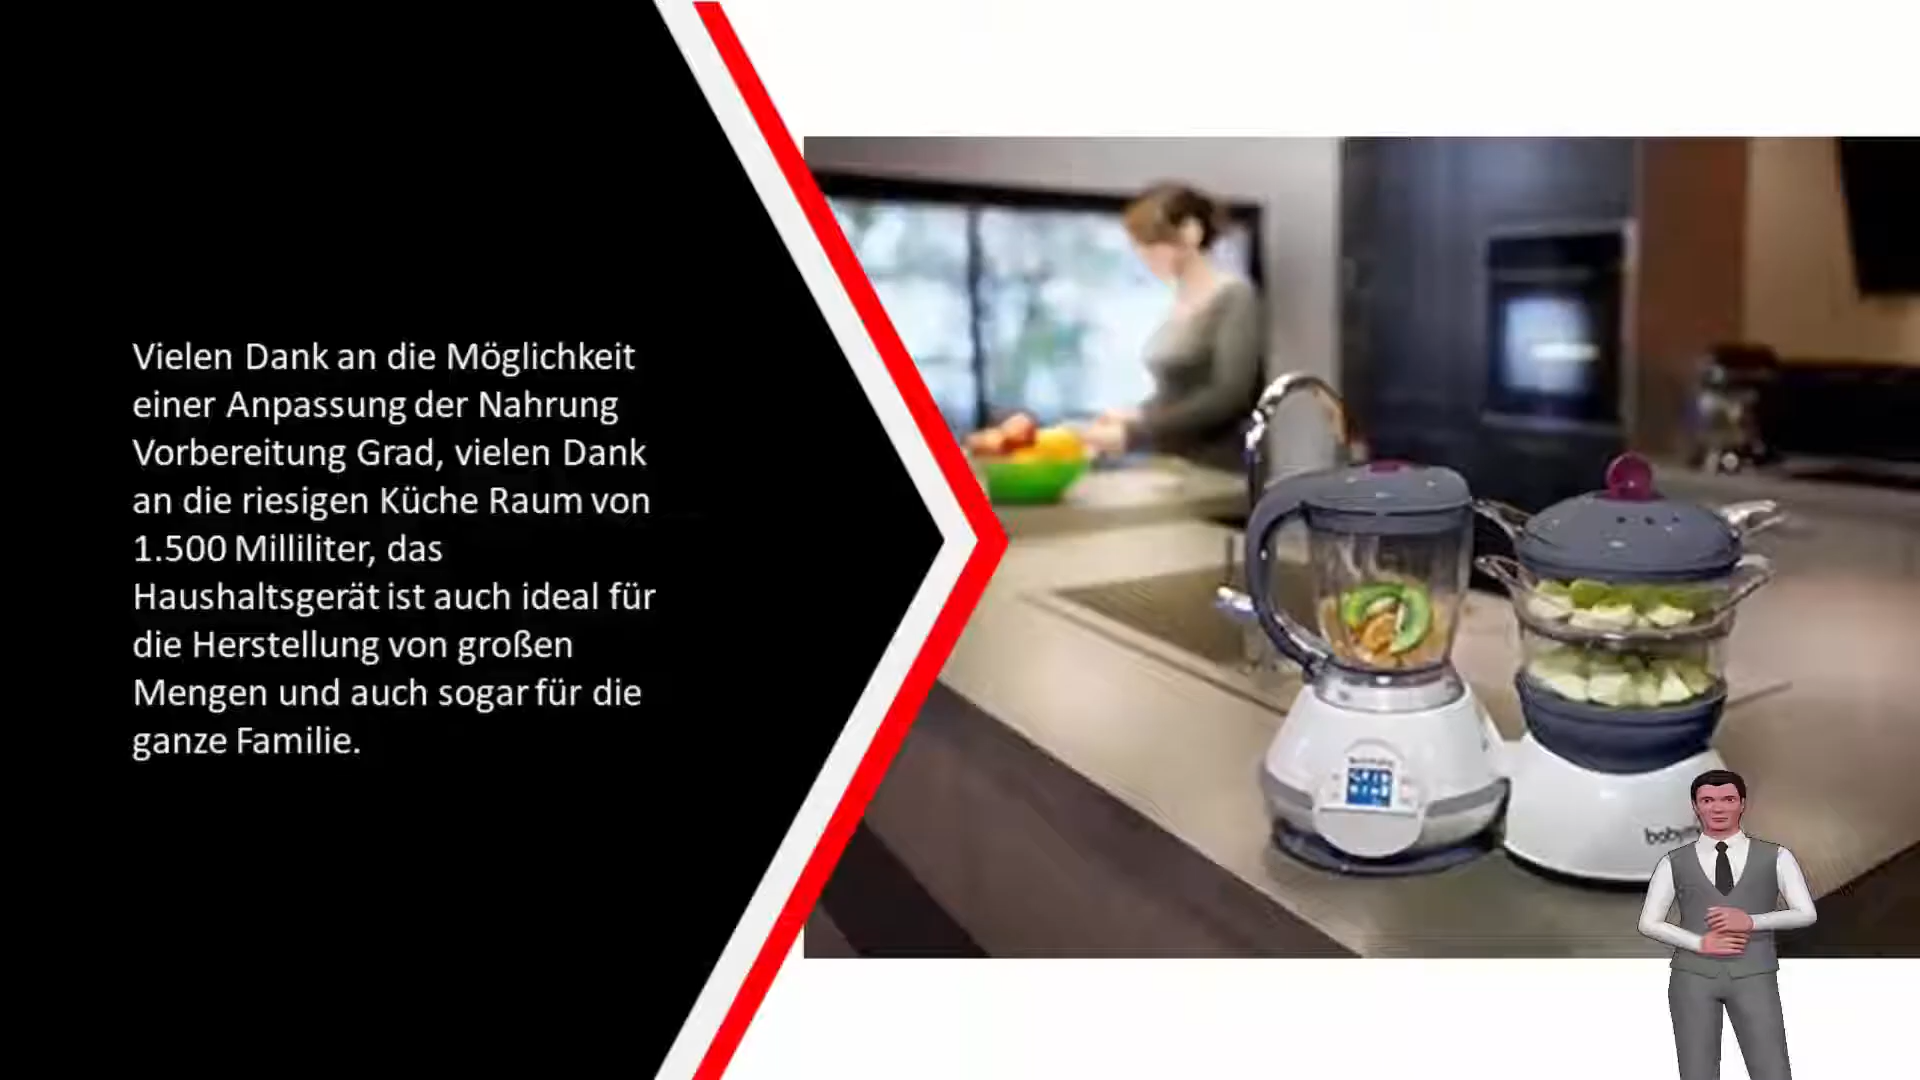 Vielen Dank an die Möglichkeit
einer Anpassung der Nahrung
Vorbereitung Grad, vielen Dank
an die riesigen Küche Raum von
1.500 Milliliter, das
Haushaltsgerät ist auch ideal für
die Herstellung von großen
Mengen und auch sogar für die
ganze Familie.